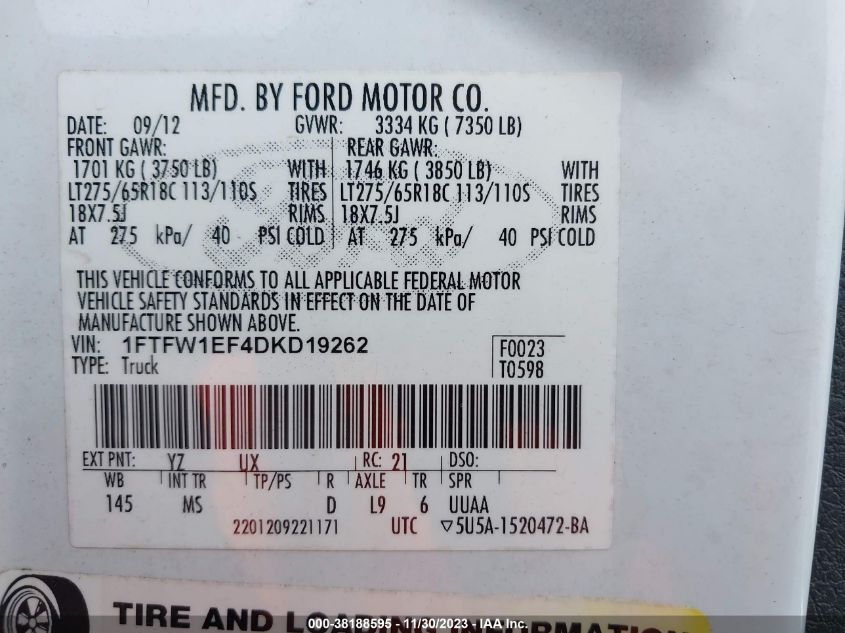 MFD. BY FORD MOTOR CO.
DATE: 09/12 GVWR: 3334 KG ( 7350 LB)
FRONT GAWR: REAR GAWR:
1701 KG ( 3750 LB) WITH 1746 KG ( 3850 LB) WITH
LT275/65R18C 113/110S TIRES LT275/65R18C 113/110S TIRES
18X7.5J RIMS 18X7.5J RIMS
AT 275 kPa/ 40 PSI COLD AT 275 kPa/ 40 PSI COLD
THIS VEHICLE CONFORMS TO ALL APPLICABLE FEDERAL MOTOR
VEHICLE SAFETY STANDARDS IN EFFECT ON THE DATE OF
MANUFACTURE SHOWN ABOVE.
VIN: 1FTFW1EF4DKD19262 F0023
TYPE: Truck T0598
EXT PNT: YZ UX RC: 21 DSO:
WB INT TR TP/PS R AXLE TR SPR
145 MS D L9 6 UUAA
2201209221171 UTC ▽5U5A-1520472-BA
TIRE AND LOADING INFORMATION
000-38188595 - 11/30/2023 - IAA Inc.